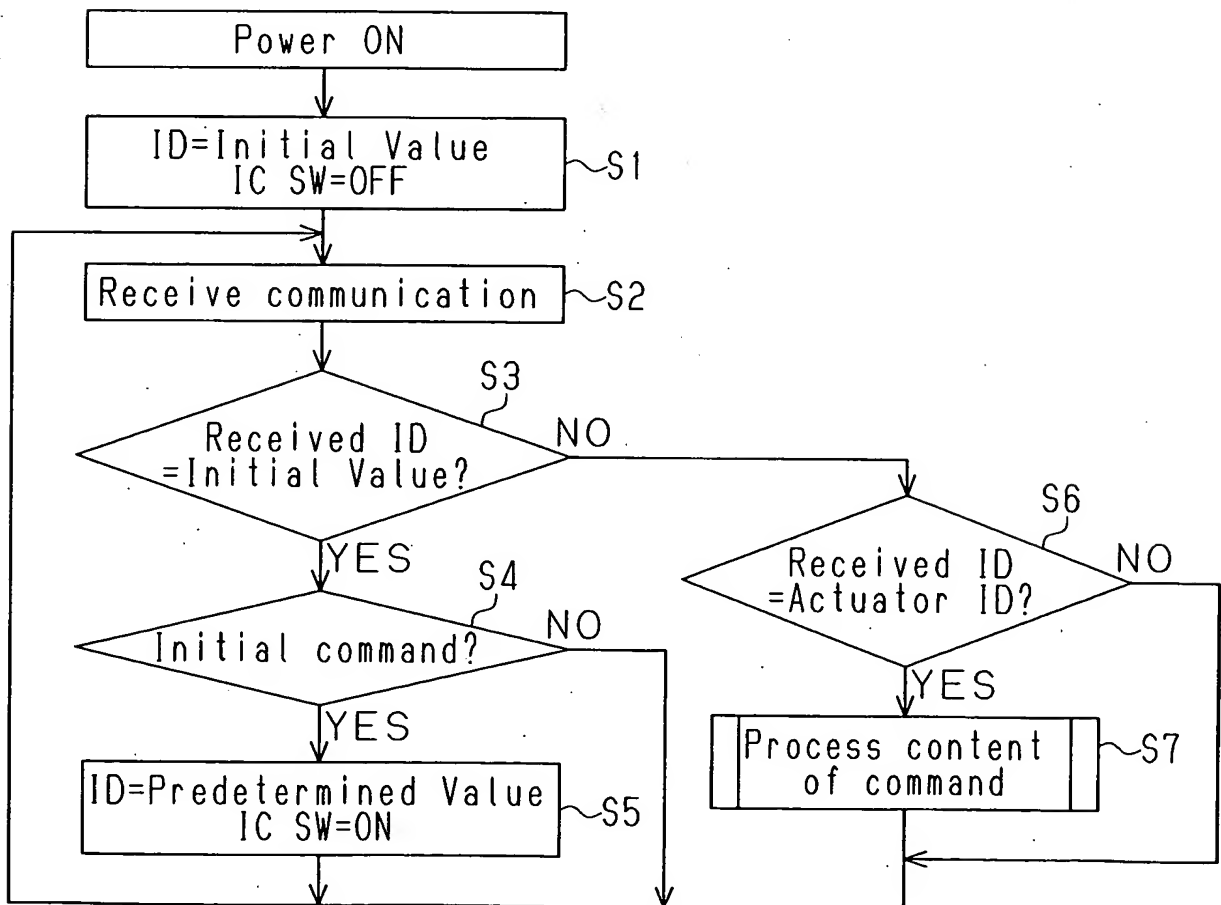 Power ON
ID=Initial Value
IC SW=OFF
S1
Receive communication
S2
S3
Received ID
=Initial Value?
NO
YES
S4
Initial command?
NO
YES
ID=Predetermined Value
IC SW=ON
S5
S6
Received ID
=Actuator ID?
NO
YES
Process content
of command
S7